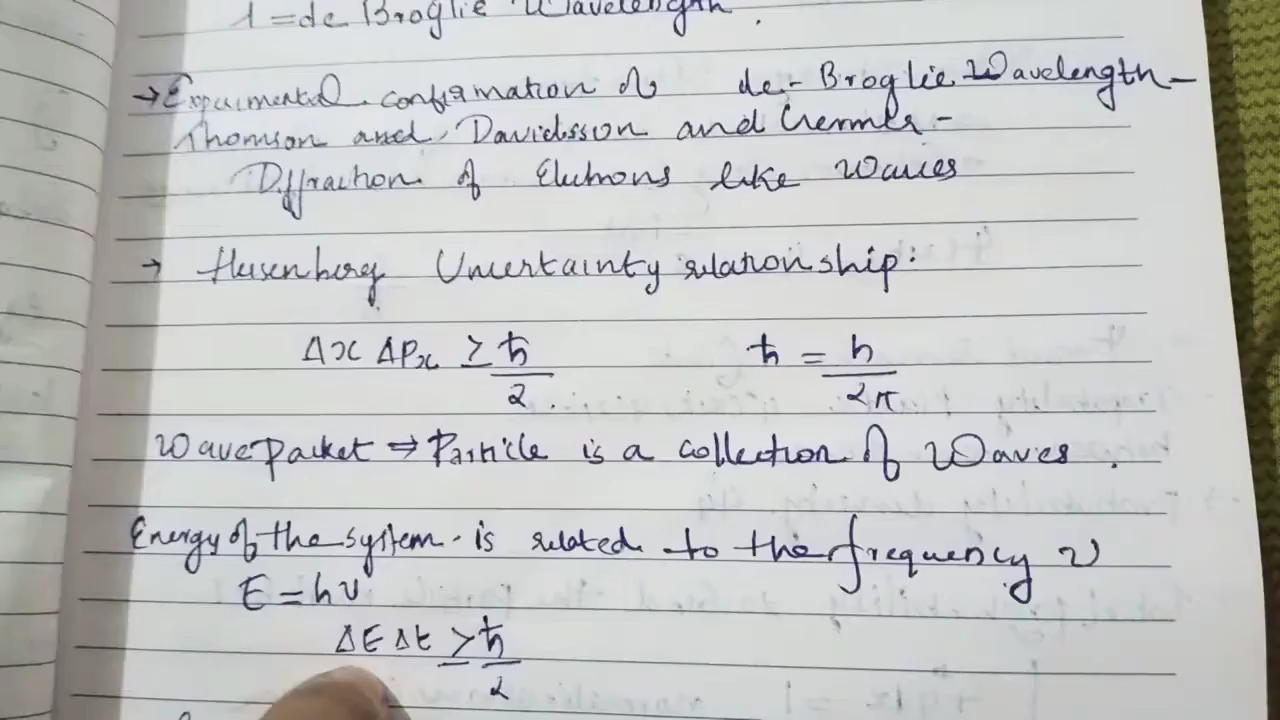 λ = de Broglie Wavelength
→ Experimental confirmation of de-Broglie Wavelength-
Thomson and Davidsson and Germer-
Diffraction of Electrons like waves
→ Heisenberg Uncertainty relationship:
Δx ΔPx ≥ ħ/2 ħ = h/2π
Wave packet ⇒ Particle is a collection of Waves.
Energy of the system is related to the frequency ν
E = hν
ΔE Δt ≥ ħ/2